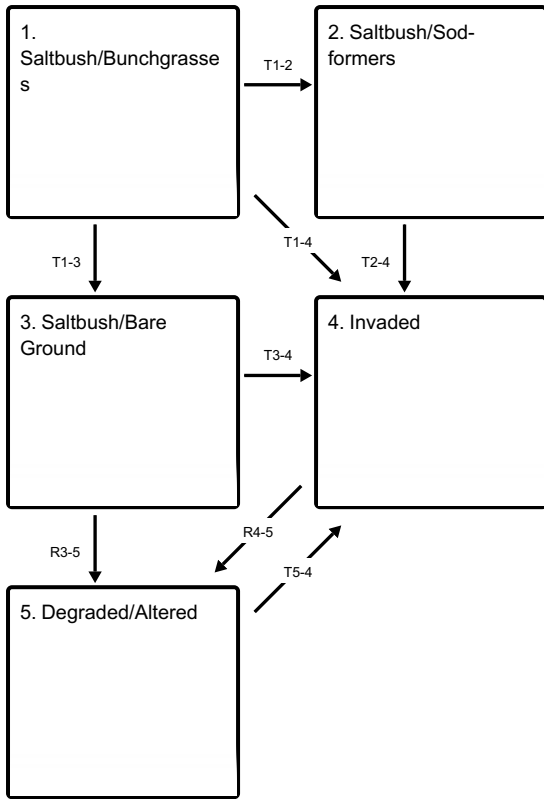 1.
Saltbush/Bunchgrasse
s
2. Saltbush/Sod-
formers
T1-2
T1-4
T1-3
T2-4
3. Saltbush/Bare
Ground
4. Invaded
T3-4
R4-5
R3-5
T5-4
5. Degraded/Altered